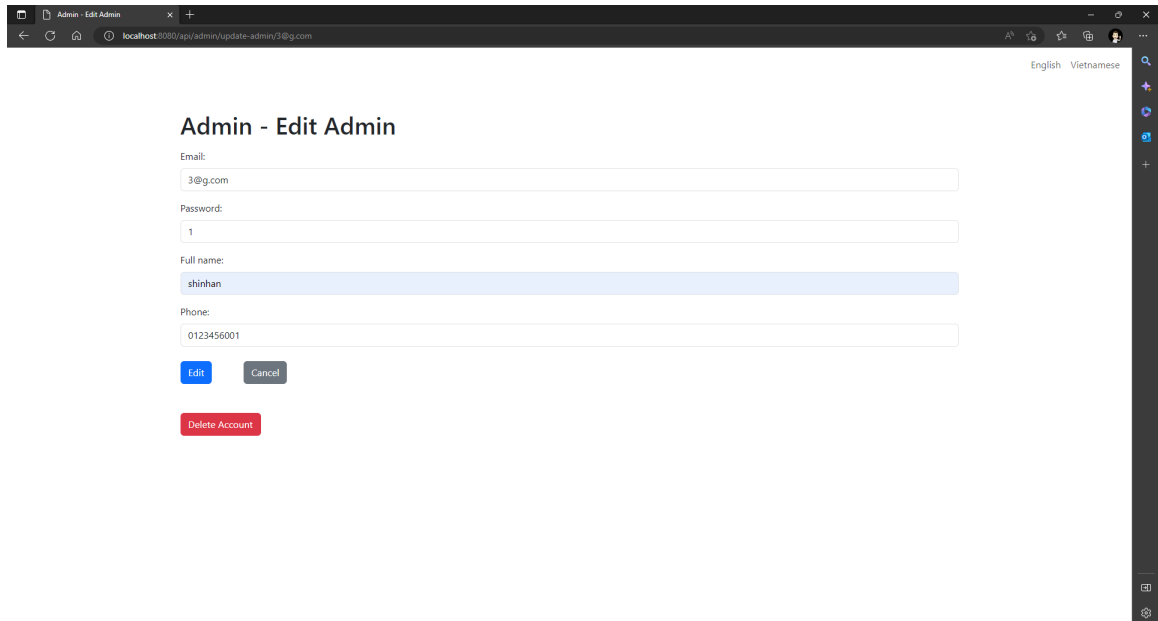 Admin - Edit Admin
localhost:8080/api/admin/update-admin/3@g.com
English Vietnamese
Admin - Edit Admin
Email:
3@g.com
Password:
1
Full name:
shinhan
Phone:
0123456001
Edit Cancel
Delete Account